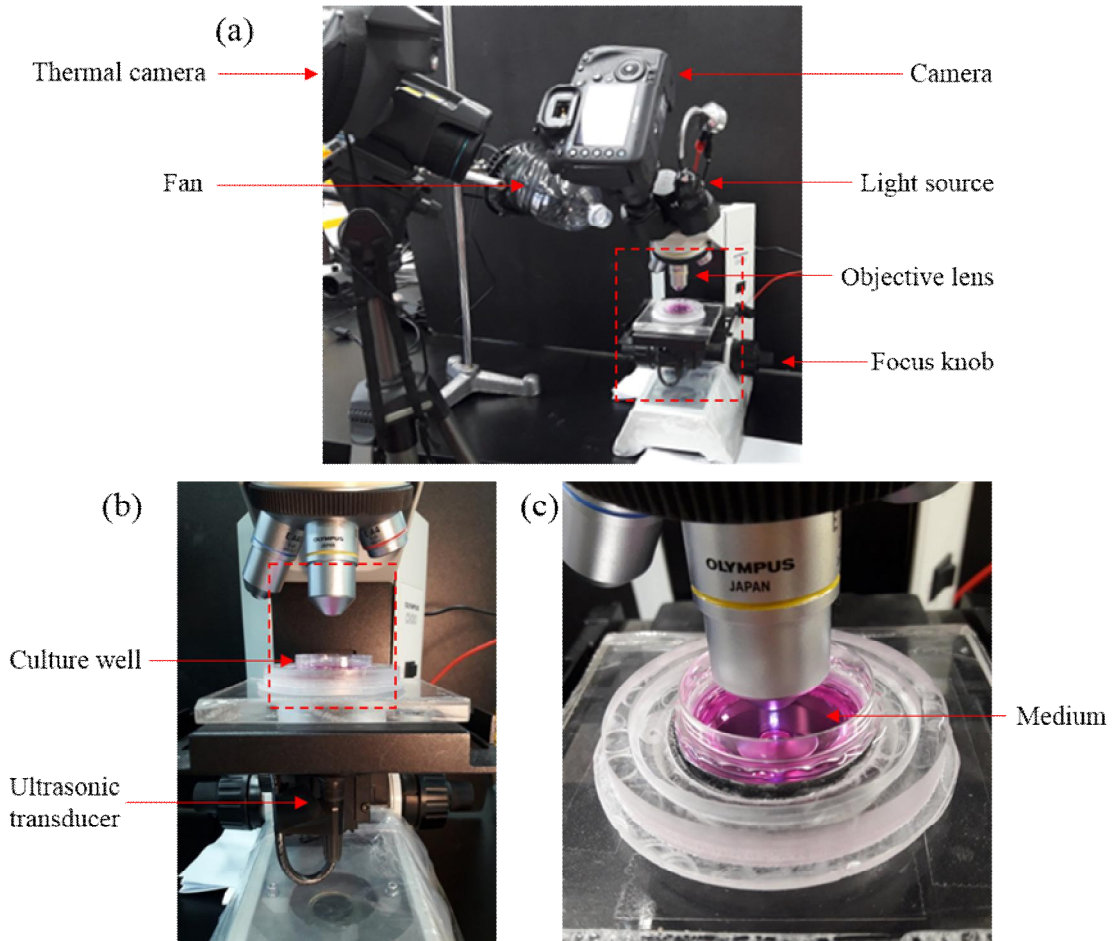 (a)
Thermal camera
Camera
Fan
Light source
Objective lens
Focus knob
(b)
(c)
OLYMPUS
JAPAN
Culture well
Medium
Ultrasonic
transducer